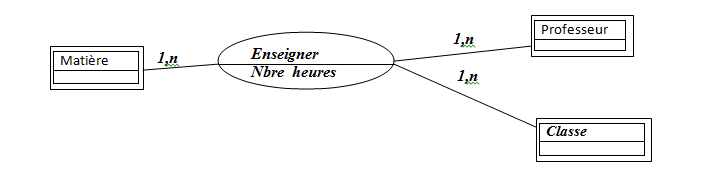 Matière
1,n
Enseigner
Nbre heures
1,n
Professeur
1,n
Classe